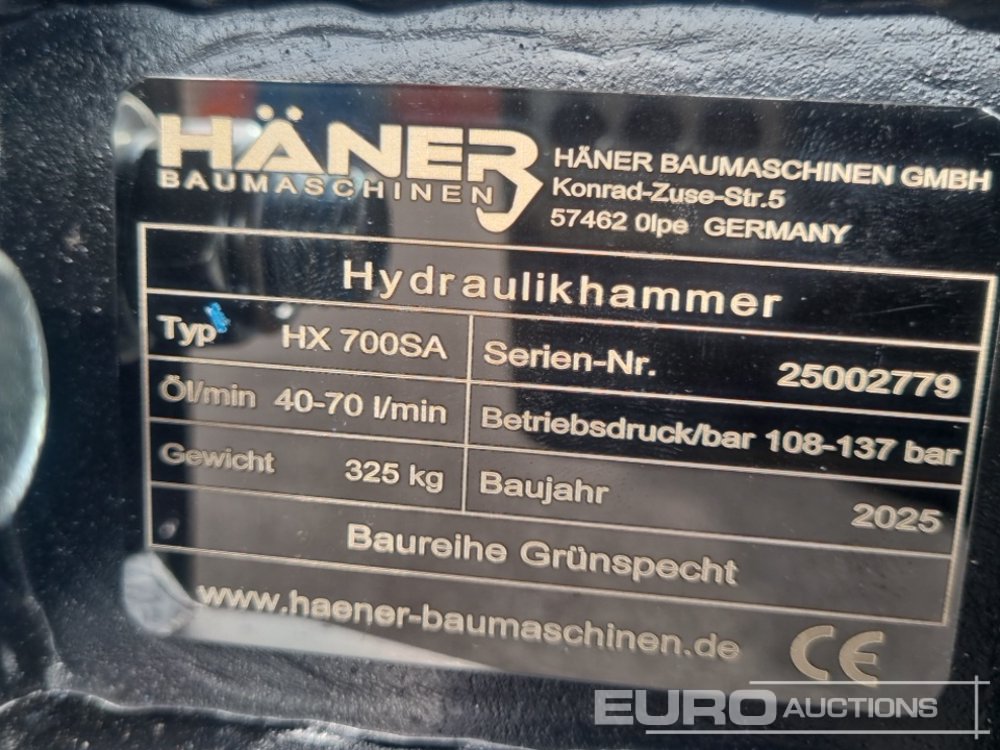 HÄNER
BAUMASCHINEN
HÄNER BAUMASCHINEN GMBH
Konrad-Zuse-Str.5
57462 Olpe GERMANY
Hydraulikhammer
Typ HX 700SA
Serien-Nr. 25002779
Öl/min 40-70 l/min
Betriebsdruck/bar 108-137 bar
Gewicht 325 kg
Baujahr 2025
Baureihe Grünspecht
www.haener-baumaschinen.de
CE
EURO AUCTIONS